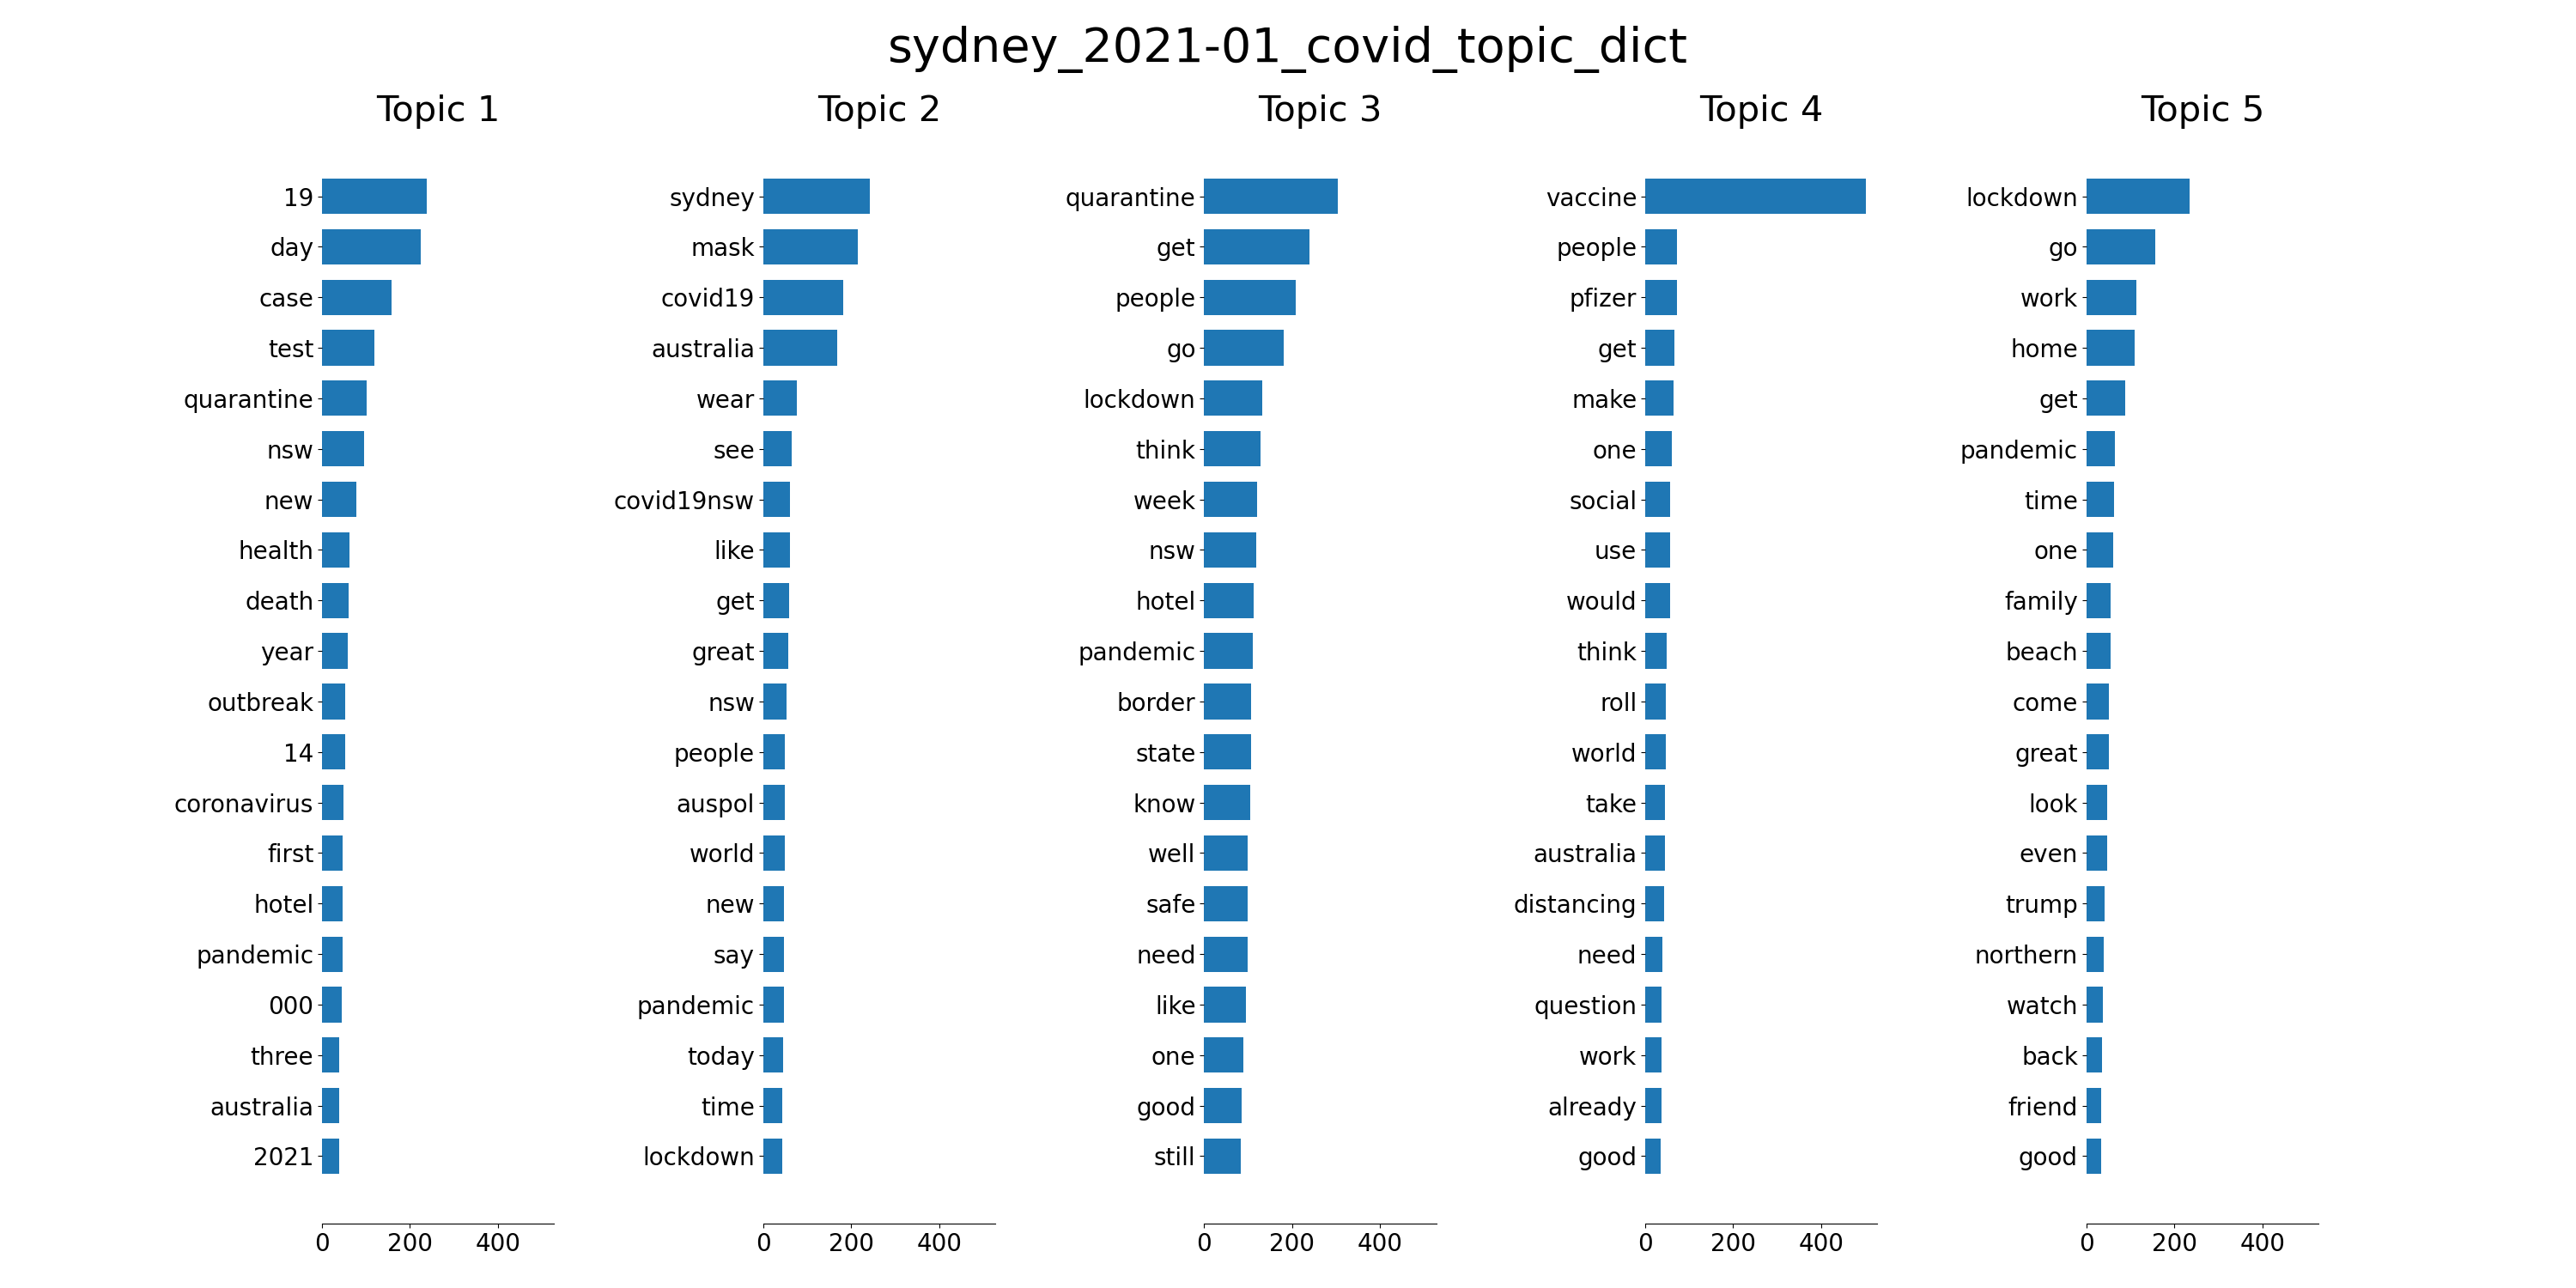 sydney_2021-01_covid_topic_dict
Topic 1
19
day
case
test
quarantine
nsw
new
health
death
year
outbreak
14
coronavirus
first
hotel
pandemic
000
three
australia
2021
0 200 400
Topic 2
sydney
mask
covid19
australia
wear
see
covid19nsw
like
get
great
nsw
people
auspol
world
new
say
pandemic
today
time
lockdown
0 200 400
Topic 3
quarantine
get
people
go
lockdown
think
week
nsw
hotel
pandemic
border
state
know
well
safe
need
like
one
good
still
0 200 400
Topic 4
vaccine
people
pfizer
get
make
one
social
use
would
think
roll
world
take
australia
distancing
need
question
work
already
good
0 200 400
Topic 5
lockdown
go
work
home
get
pandemic
time
one
family
beach
come
great
look
even
trump
northern
watch
back
friend
good
0 200 400